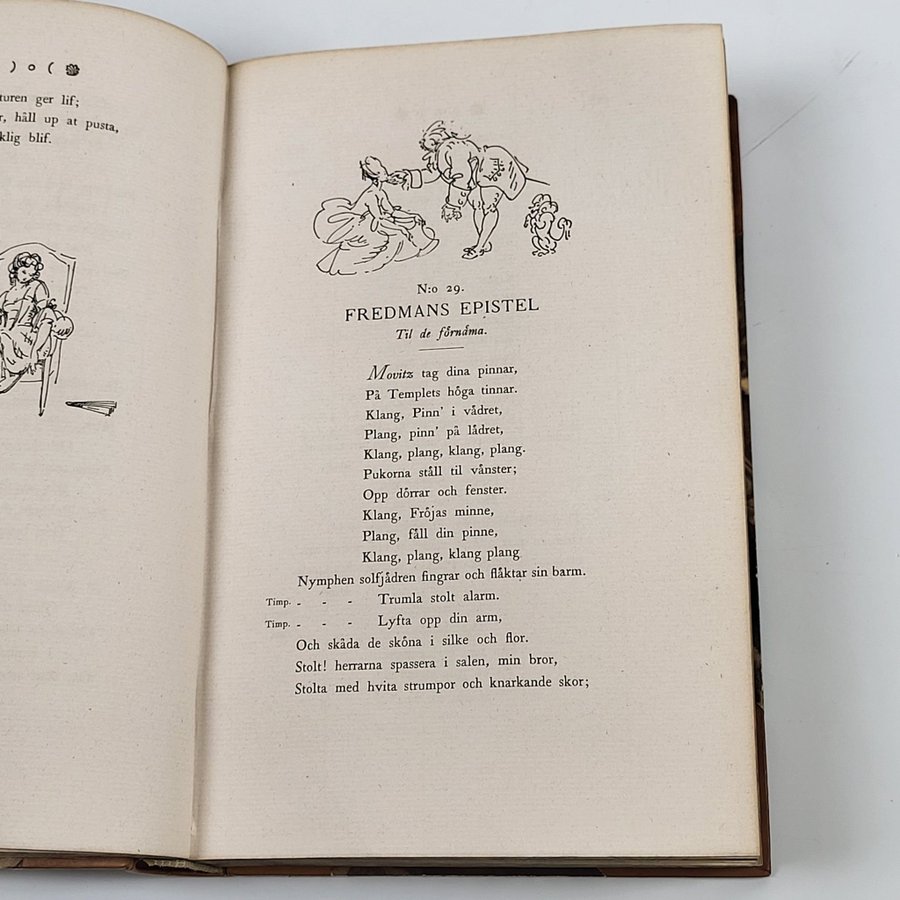 ) o (
turen ger lif;
r, håll up at pusta,
klig blif.
N:o 29.
FREDMANS EPISTEL
Til de förnäma.
Movitz tag dina pinnar,
På Templets höga tinnar.
Klang, Pinn' i vädret,
Plang, pinn' på lädret,
Klang, plang, klang, plang.
Pukorna ställ til vänster;
Opp dörrar och fenster.
Klang, Fröjas minne,
Plang, fäll din pinne,
Klang, plang, klang plang
Nymphen solfjädren fingrar och fläktar sin barm.
Timp. - - - Trumla stolt alarm.
Timp. - - - Lyfta opp din arm,
Och skåda de sköna i silke och flor.
Stolt! herrarna spassera i salen, min bror,
Stolta med hvita strumpor och knarkande skor;